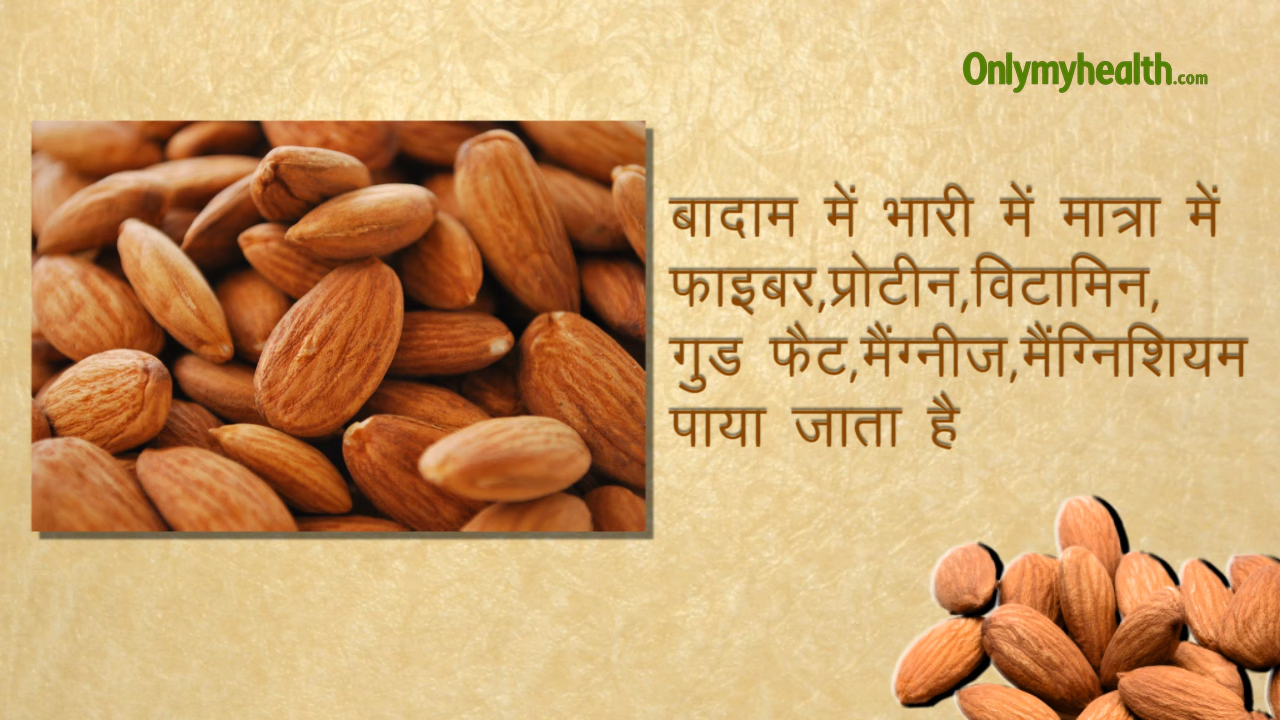 Onlymyhealth.com
बादाम में भारी में मात्रा में
फाइबर,प्रोटीन,विटामिन,
गुड फैट,मैंग्नीज,मैंग्निशियम
पाया जाता है